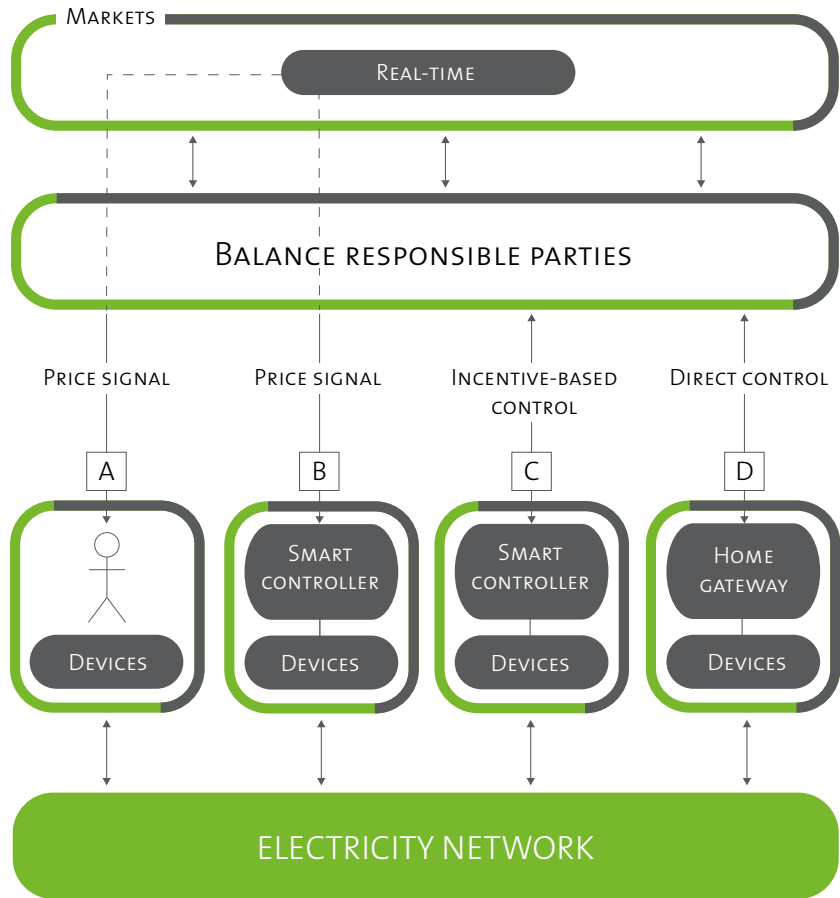 Markets
Real-time
Balance responsible parties
Price signal
Price signal
Incentive-based
control
Direct control
A
B
C
D
Smart
controller
Smart
controller
Home
gateway
Devices
Devices
Devices
Devices
ELECTRICITY NETWORK